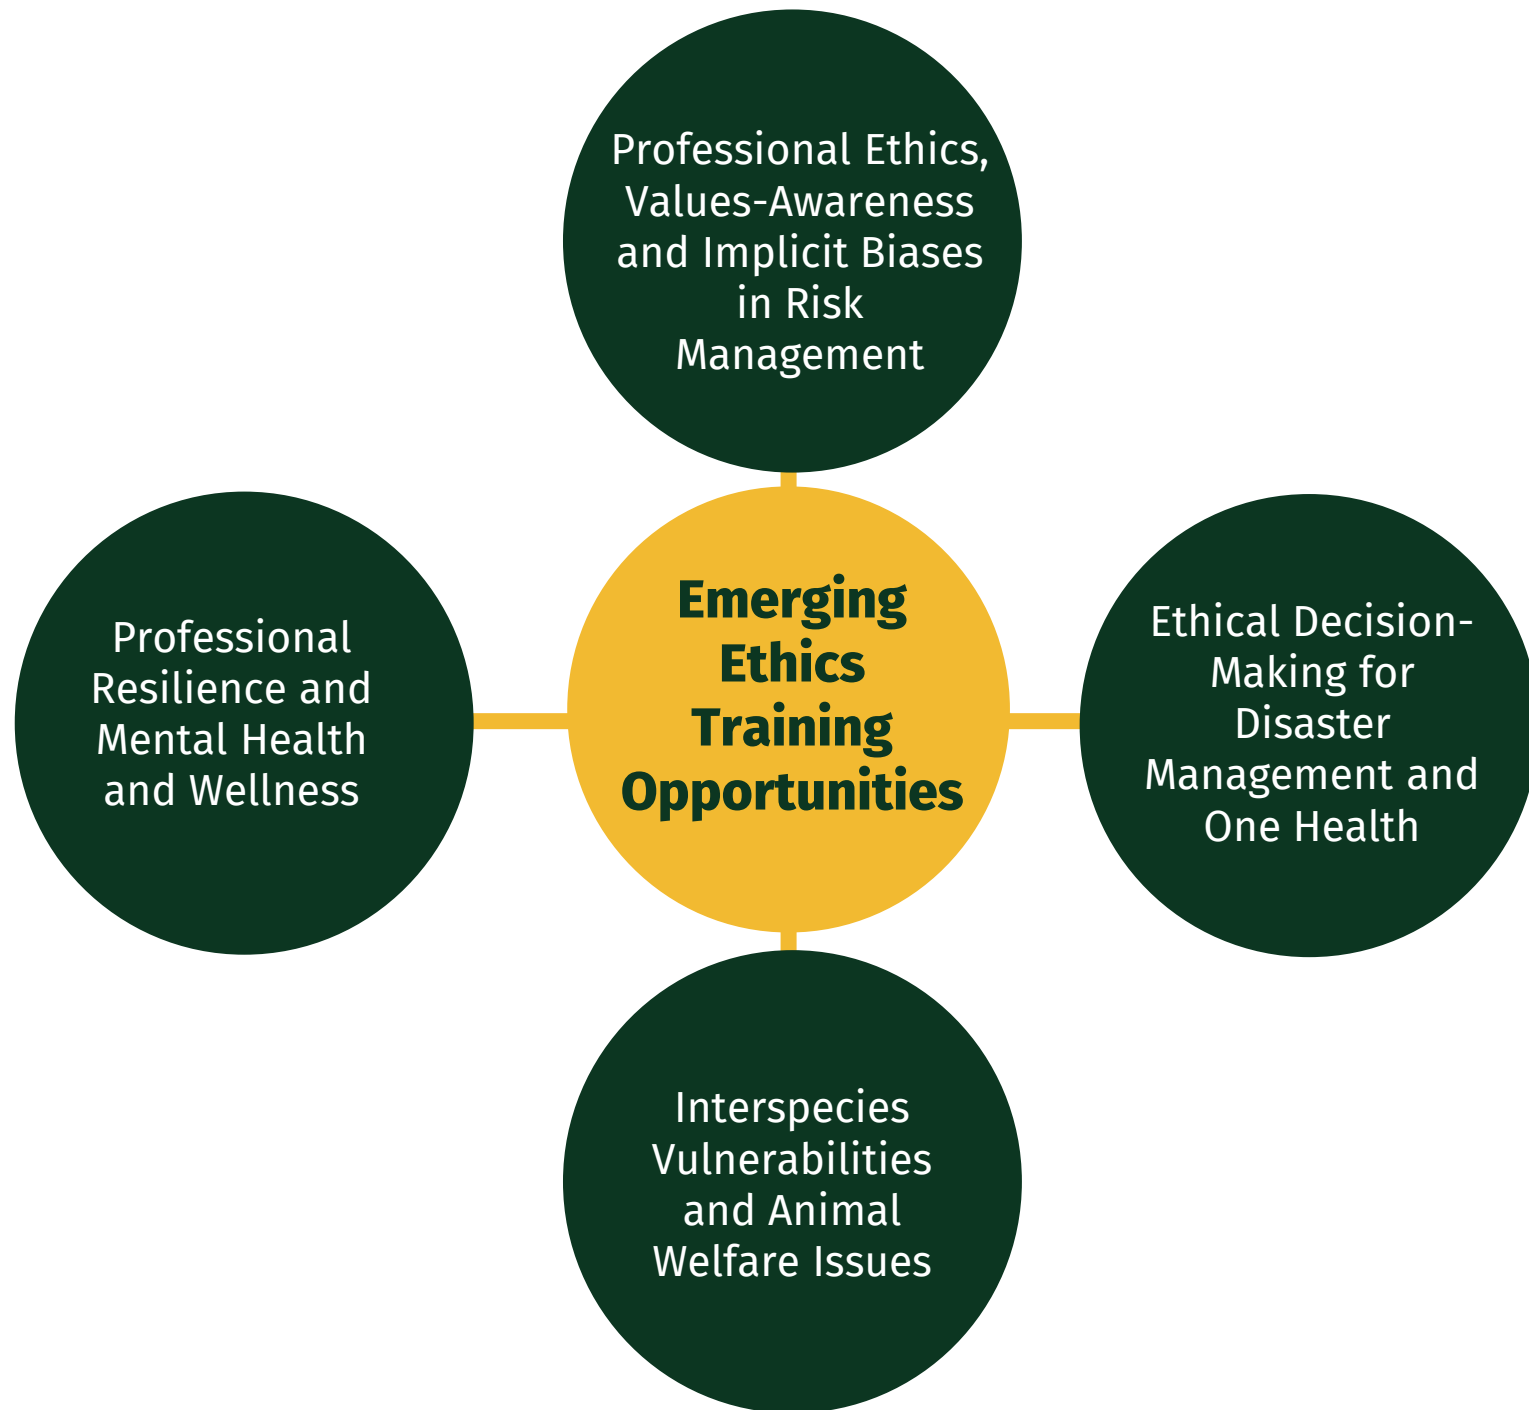 Professional Ethics,
Values-Awareness
and Implicit Biases
in Risk
Management
Professional
Resilience and
Mental Health
and Wellness
Emerging
Ethics
Training
Opportunities
Ethical Decision-
Making for
Disaster
Management and
One Health
Interspecies
Vulnerabilities
and Animal
Welfare Issues